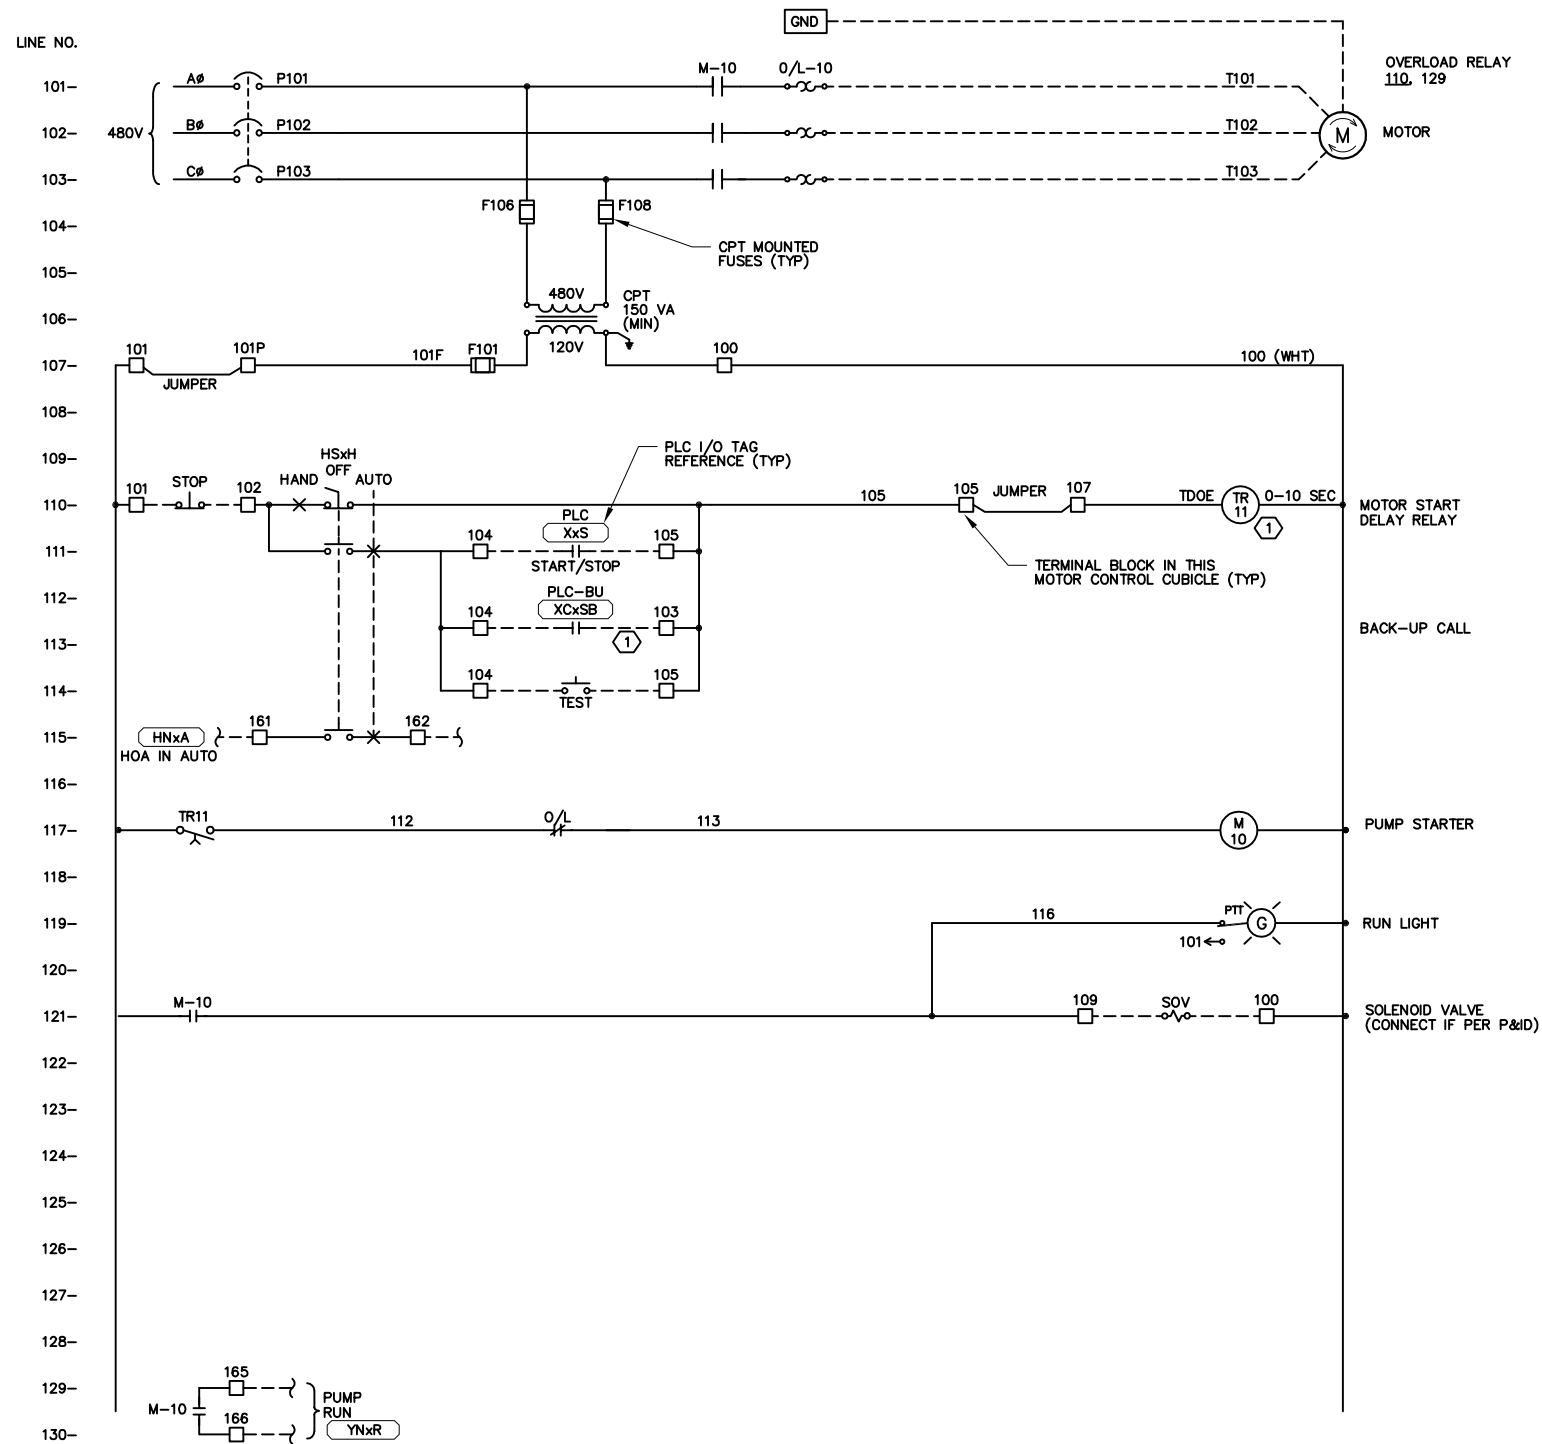 GND
LINE NO.
OVERLOAD RELAY
110, 129
101-
AØ
P101
M-10
O/L-10
T101
480V
102-
BØ
P102
T102
M
MOTOR
103-
CØ
P103
T103
104-
F106
F108
CPT MOUNTED
FUSES (TYP)
105-
480V
CPT
150 VA
(MIN)
106-
120V
107-
101
JUMPER
101P
101F
F101
100
100 (WHT)
108-
109-
HSxH
OFF
HAND
AUTO
PLC I/O TAG
REFERENCE (TYP)
110-
101
STOP
102
105
105
JUMPER
107
TDOE
TR
11
0-10 SEC
1
MOTOR START
DELAY RELAY
PLC
XxS
111-
104
105
START/STOP
TERMINAL BLOCK IN THIS
MOTOR CONTROL CUBICLE (TYP)
112-
PLC-BU
XCxSB
104
103
BACK-UP CALL
113-
1
114-
104
105
TEST
115-
HNxA
HOA IN AUTO
161
162
116-
117-
TR11
112
O/L
113
M
10
PUMP STARTER
118-
119-
116
PTT
G
RUN LIGHT
101
120-
121-
M-10
109
SOV
100
SOLENOID VALVE
(CONNECT IF PER P&ID)
122-
123-
124-
125-
126-
127-
128-
129-
165
M-10
PUMP
RUN
166
YNxR
130-